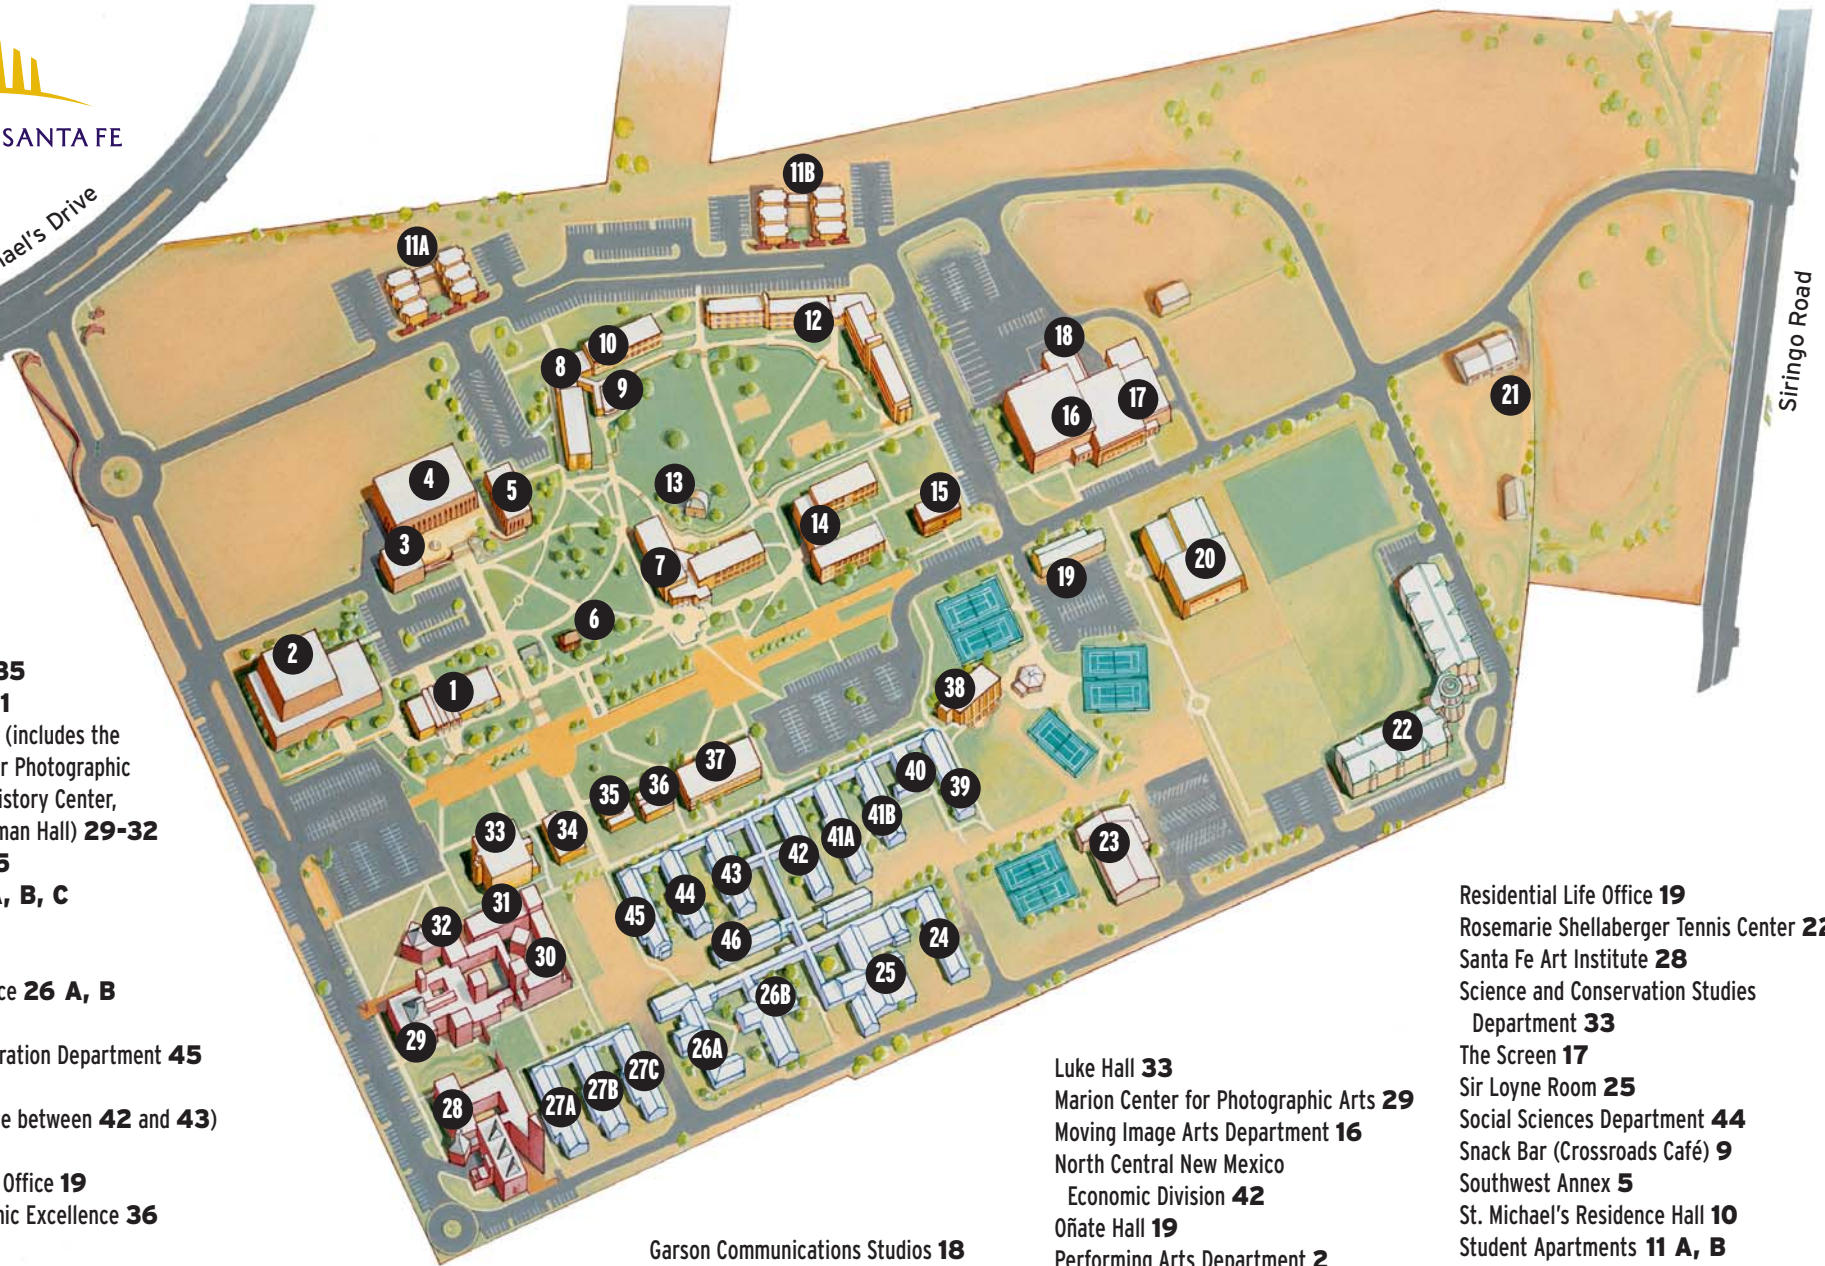 SANTA FE
hael's Drive
Siringo Road
11B
11A
12
10
8
9
18
16
17
21
4
5
13
15
3
14
7
20
19
6
2
1
38
22
37
36
35
40
39
34
41B
33
41A
42
43
23
44
31
45
32
46
24
30
25
26B
29
26A
27C
27B
27A
28
35
1
(includes the
r Photographic
istory Center,
man Hall) 29-32
5
A, B, C
ce 26 A, B
ration Department 45
e between 42 and 43)
Office 19
nic Excellence 36
Garson Communications Studios 18
Luke Hall 33
Marion Center for Photographic Arts 29
Moving Image Arts Department 16
North Central New Mexico
Economic Division 42
Oñate Hall 19
Performing Arts Department 2
Residential Life Office 19
Rosemarie Shellaberger Tennis Center 22
Santa Fe Art Institute 28
Science and Conservation Studies
Department 33
The Screen 17
Sir Loyne Room 25
Social Sciences Department 44
Snack Bar (Crossroads Café) 9
Southwest Annex 5
St. Michael's Residence Hall 10
Student Apartments 11 A, B